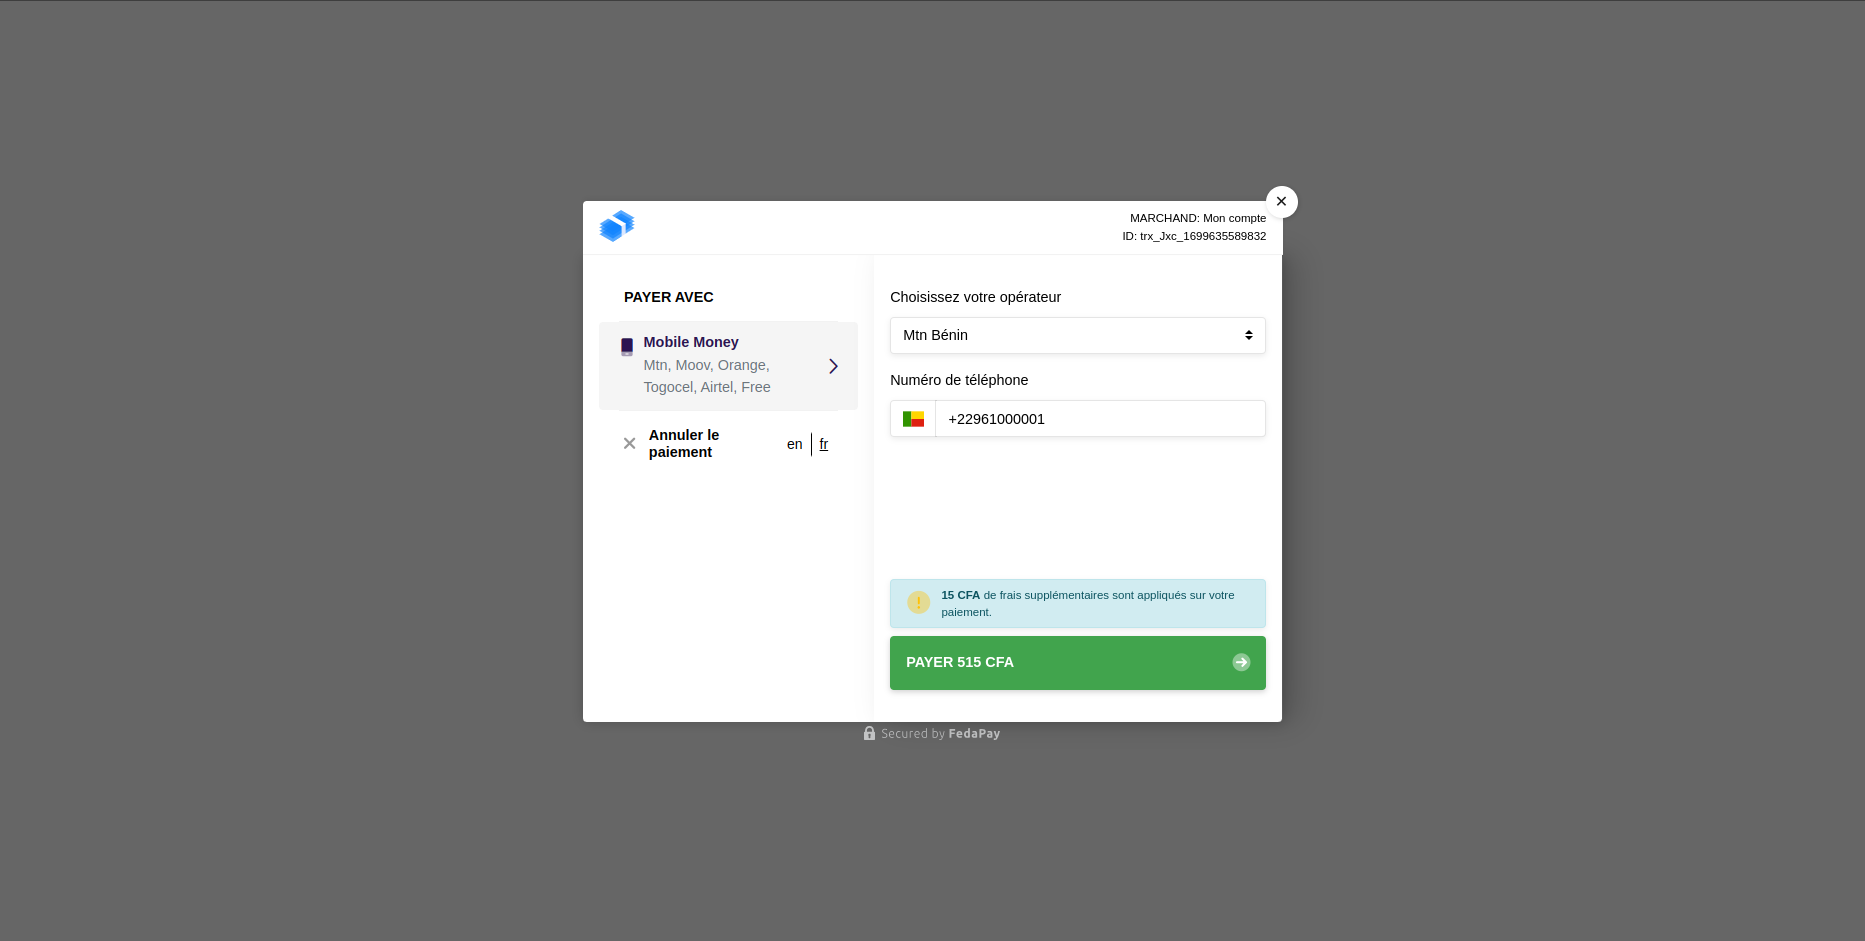 MARCHAND: Mon compte
ID: trx_Jxc_1699635589832
PAYER AVEC
Mobile Money
Mtn, Moov, Orange,
Togocel, Airtel, Free
Annuler le
paiement
en | fr
Choisissez votre opérateur
Mtn Bénin
Numéro de téléphone
+22961000001
15 CFA de frais supplémentaires sont appliqués sur votre
paiement.
PAYER 515 CFA
Secured by FedaPay